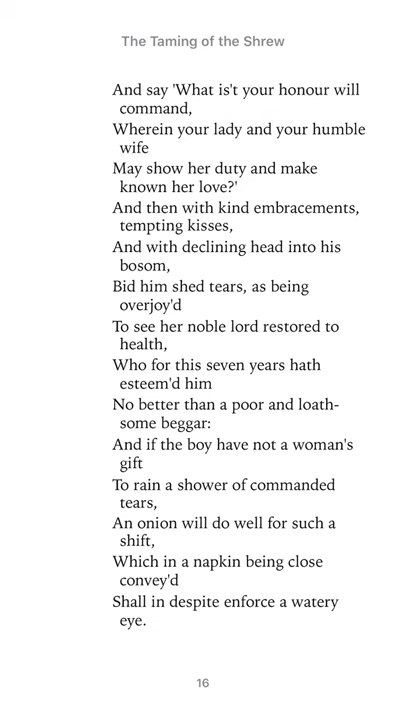 The Taming of the Shrew
And say 'What is't your honour will
command,
Wherein your lady and your humble
wife
May show her duty and make
known her love?'
And then with kind embracements,
tempting kisses,
And with declining head into his
bosom,
Bid him shed tears, as being
overjoy'd
To see her noble lord restored to
health,
Who for this seven years hath
esteem'd him
No better than a poor and loath-
some beggar:
And if the boy have not a woman's
gift
To rain a shower of commanded
tears,
An onion will do well for such a
shift,
Which in a napkin being close
convey'd
Shall in despite enforce a watery
eye.
16